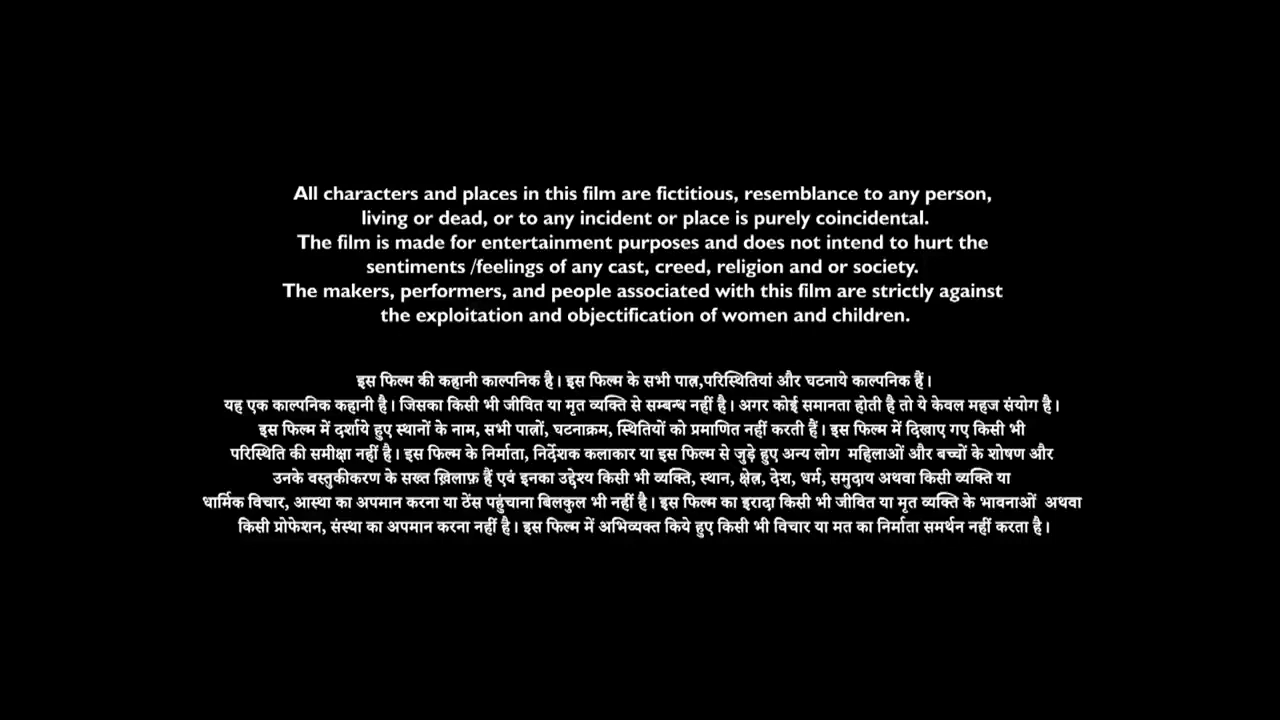 All characters and places in this film are fictitious, resemblance to any person,
living or dead, or to any incident or place is purely coincidental.
The film is made for entertainment purposes and does not intend to hurt the
sentiments /feelings of any cast, creed, religion and or society.
The makers, performers, and people associated with this film are strictly against
the exploitation and objectification of women and children.
इस फिल्म की कहानी काल्पनिक है। इस फिल्म के सभी पात्र,परिस्थितियां और घटनाये काल्पनिक हैं।
यह एक काल्पनिक कहानी है। जिसका किसी भी जीवित या मृत व्यक्ति से सम्बन्ध नहीं है। अगर कोई समानता होती है तो ये केवल महज संयोग है।
इस फिल्म में दर्शाये हुए स्थानों के नाम, सभी पात्रों, घटनाक्रम, स्थितियों को प्रमाणित नहीं करती हैं। इस फिल्म में दिखाए गए किसी भी
परिस्थिति की समीक्षा नहीं है। इस फिल्म के निर्माता, निर्देशक कलाकार या इस फिल्म से जुड़े हुए अन्य लोग महिलाओं और बच्चों के शोषण और
उनके वस्तुकीकरण के सख्त ख़िलाफ़ हैं एवं इनका उद्देश्य किसी भी व्यक्ति, स्थान, क्षेत्र, देश, धर्म, समुदाय अथवा किसी व्यक्ति या
धार्मिक विचार, आस्था का अपमान करना या ठेंस पहुंचाना बिलकुल भी नहीं है। इस फिल्म का इरादा किसी भी जीवित या मृत व्यक्ति के भावनाओं अथवा
किसी प्रोफेशन, संस्था का अपमान करना नहीं है। इस फिल्म में अभिव्यक्त किये हुए किसी भी विचार या मत का निर्माता समर्थन नहीं करता है।